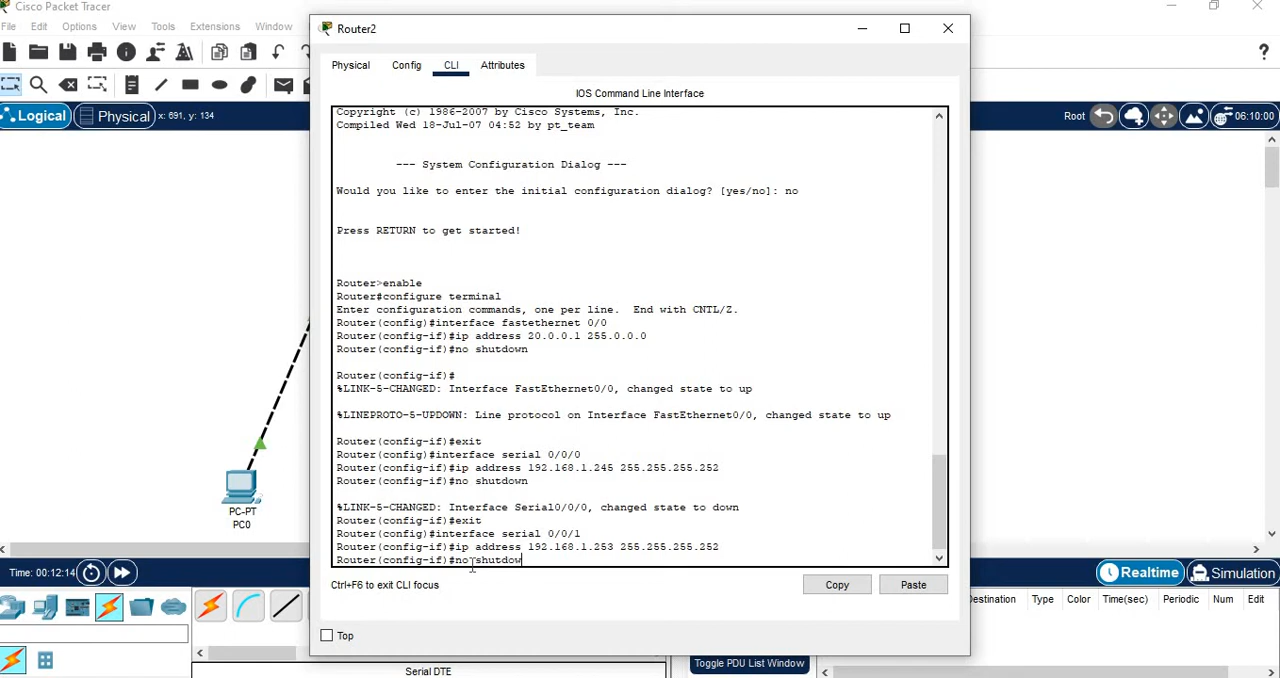 Cisco Packet Tracer
File Edit Options View Tools Extensions Window
Logical Physical x: 691, y: 134
Root 06:10:00
Router2
Physical Config CLI Attributes
IOS Command Line Interface
Copyright (c) 1986-2007 by Cisco Systems, Inc.
Compiled Wed 18-Jul-07 04:52 by pt_team
--- System Configuration Dialog ---
Would you like to enter the initial configuration dialog? [yes/no]: no
Press RETURN to get started!
Router>enable
Router#configure terminal
Enter configuration commands, one per line. End with CNTL/Z.
Router(config)#interface fastethernet 0/0
Router(config-if)#ip address 20.0.0.1 255.0.0.0
Router(config-if)#no shutdown
Router(config-if)#
%LINK-5-CHANGED: Interface FastEthernet0/0, changed state to up
%LINEPROTO-5-UPDOWN: Line protocol on Interface FastEthernet0/0, changed state to up
Router(config-if)#exit
Router(config)#interface serial 0/0/0
Router(config-if)#ip address 192.168.1.245 255.255.255.252
Router(config-if)#no shutdown
%LINK-5-CHANGED: Interface Serial0/0/0, changed state to down
Router(config-if)#exit
Router(config)#interface serial 0/0/1
Router(config-if)#ip address 192.168.1.253 255.255.255.252
Router(config-if)#no shutdow
Ctrl+F6 to exit CLI focus
Copy Paste
Top
PC-PT
PC0
Time: 00:12:14
Realtime Simulation
Destination Type Color Time(sec) Periodic Num Edit
Serial DTE
Toggle PDU List Window